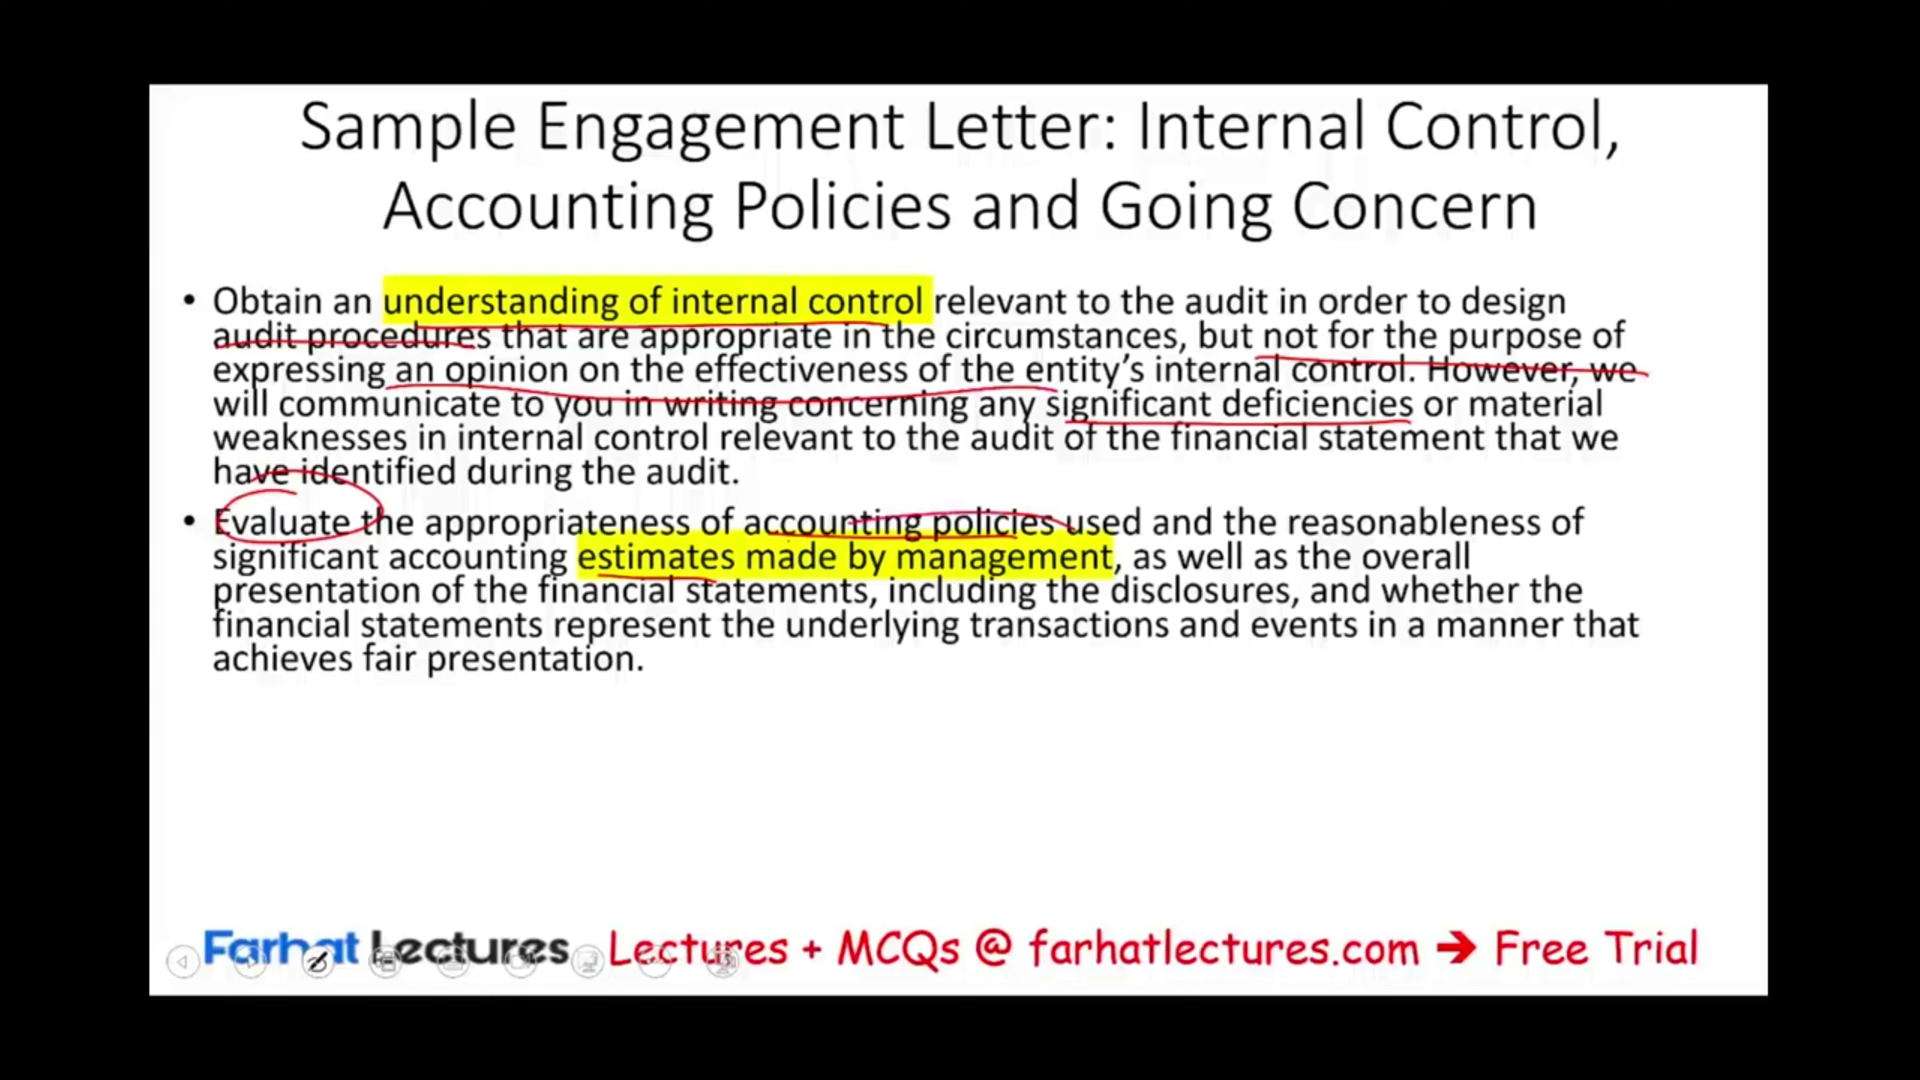 Sample Engagement Letter: Internal Control,
Accounting Policies and Going Concern
• Obtain an understanding of internal control relevant to the audit in order to design
audit procedures that are appropriate in the circumstances, but not for the purpose of
expressing an opinion on the effectiveness of the entity’s internal control. However, we
will communicate to you in writing concerning any significant deficiencies or material
weaknesses in internal control relevant to the audit of the financial statement that we
have identified during the audit.
• Evaluate the appropriateness of accounting policies used and the reasonableness of
significant accounting estimates made by management, as well as the overall
presentation of the financial statements, including the disclosures, and whether the
financial statements represent the underlying transactions and events in a manner that
achieves fair presentation.
Farhat Lectures Lectures + MCQs @ farhatlectures.com → Free Trial